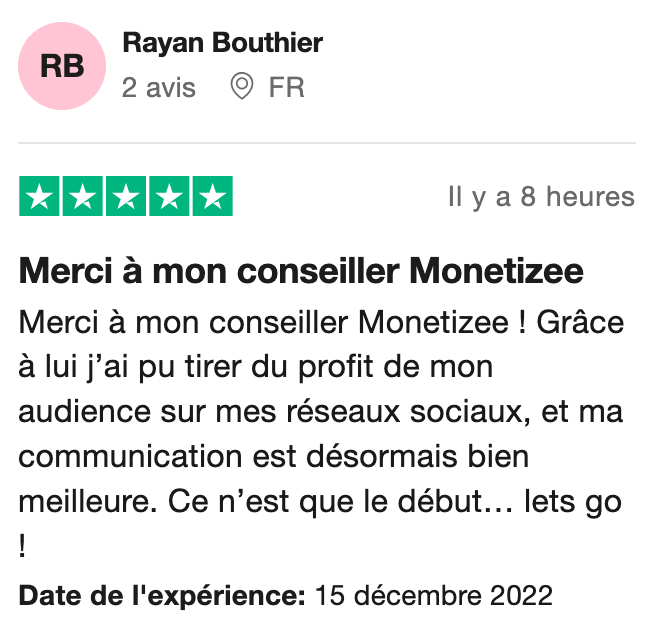 RB
Rayan Bouthier
2 avis FR
Il y a 8 heures
Merci à mon conseiller Monetizee
Merci à mon conseiller Monetizee ! Grâce
à lui j’ai pu tirer du profit de mon
audience sur mes réseaux sociaux, et ma
communication est désormais bien
meilleure. Ce n’est que le début… lets go
!
Date de l'expérience: 15 décembre 2022